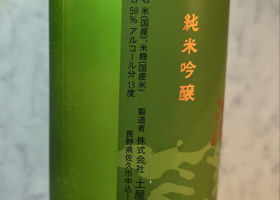 純米吟醸
製造者 株式会社 土屋
長野県佐久市中込1
名 米(国産)、米麹(国産米)
59% アルコール分 13度